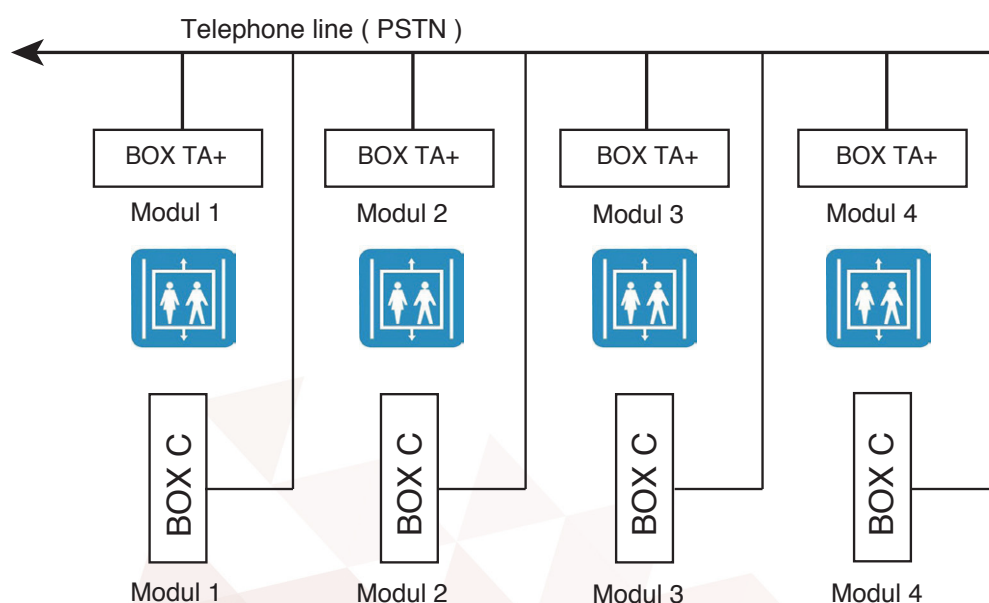 Telephone line ( PSTN )
BOX TA+
BOX TA+
BOX TA+
BOX TA+
Modul 1
Modul 2
Modul 3
Modul 4
BOX C
BOX C
BOX C
BOX C
Modul 1
Modul 2
Modul 3
Modul 4